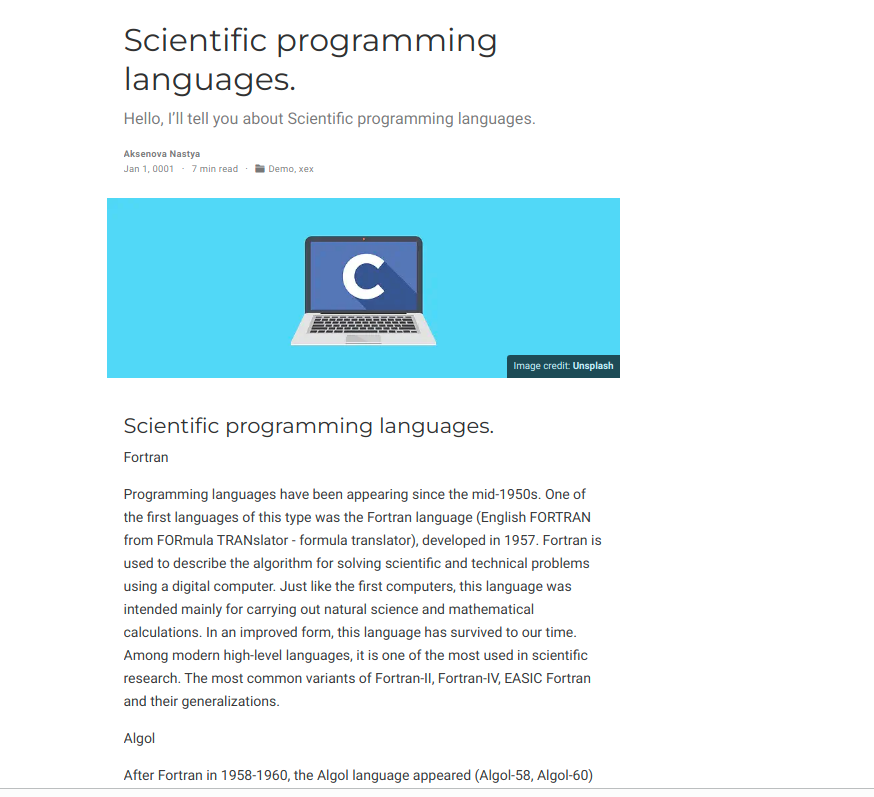 Scientific programming
languages.
Hello, I'll tell you about Scientific programming languages.
Aksenova Nastya
Jan 1, 0001 · 7 min read · Demo, xex
C
Image credit: Unsplash
Scientific programming languages.
Fortran
Programming languages have been appearing since the mid-1950s. One of
the first languages of this type was the Fortran language (English FORTRAN
from FORmula TRANslator - formula translator), developed in 1957. Fortran is
used to describe the algorithm for solving scientific and technical problems
using a digital computer. Just like the first computers, this language was
intended mainly for carrying out natural science and mathematical
calculations. In an improved form, this language has survived to our time.
Among modern high-level languages, it is one of the most used in scientific
research. The most common variants of Fortran-II, Fortran-IV, EASIC Fortran
and their generalizations.
Algol
After Fortran in 1958-1960, the Algol language appeared (Algol-58, Algol-60)